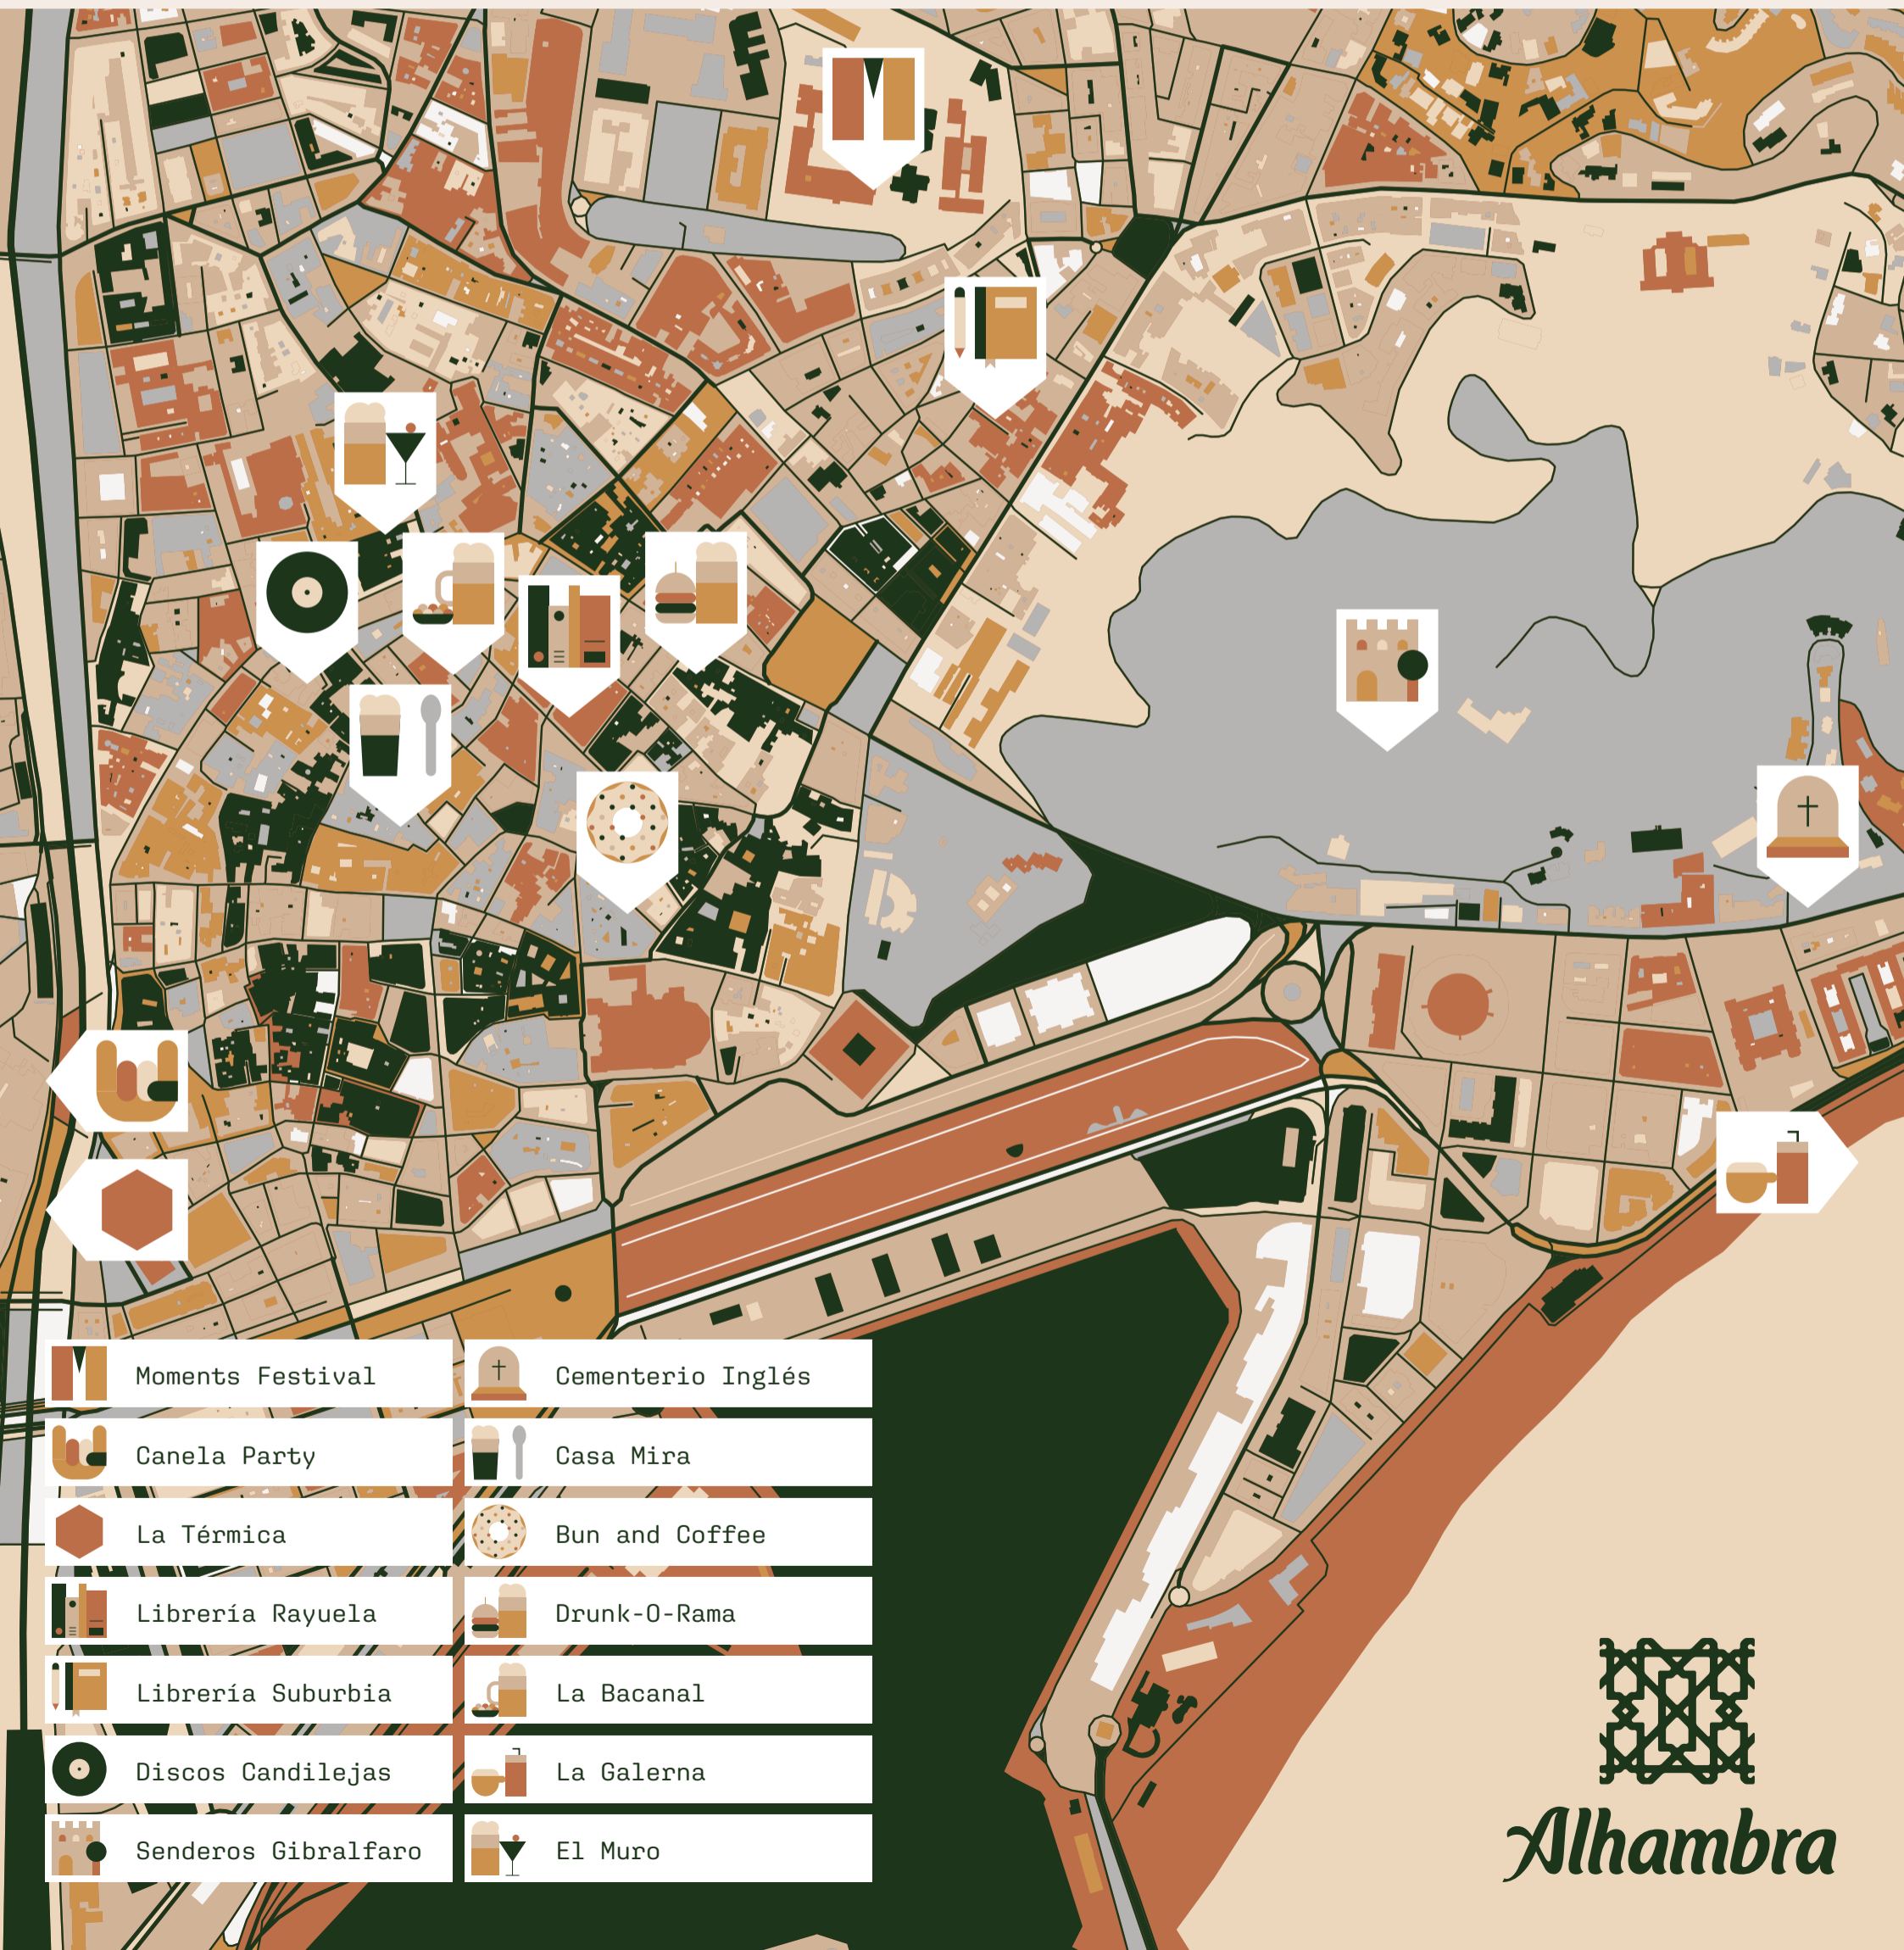 Moments Festival
Canela Party
La Térmica
Librería Rayuela
Librería Suburbia
Discos Candilejas
Senderos Gibralfaro
Cementerio Inglés
Casa Mira
Bun and Coffee
Drunk-O-Rama
La Bacanal
La Galerna
El Muro
Alhambra